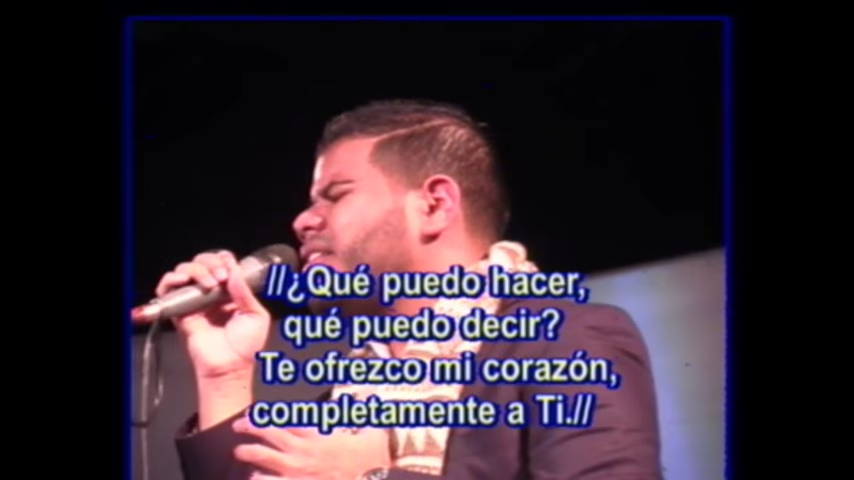 //¿Qué puedo hacer,
qué puedo decir?
Te ofrezco mi corazón,
completamente a Ti.//